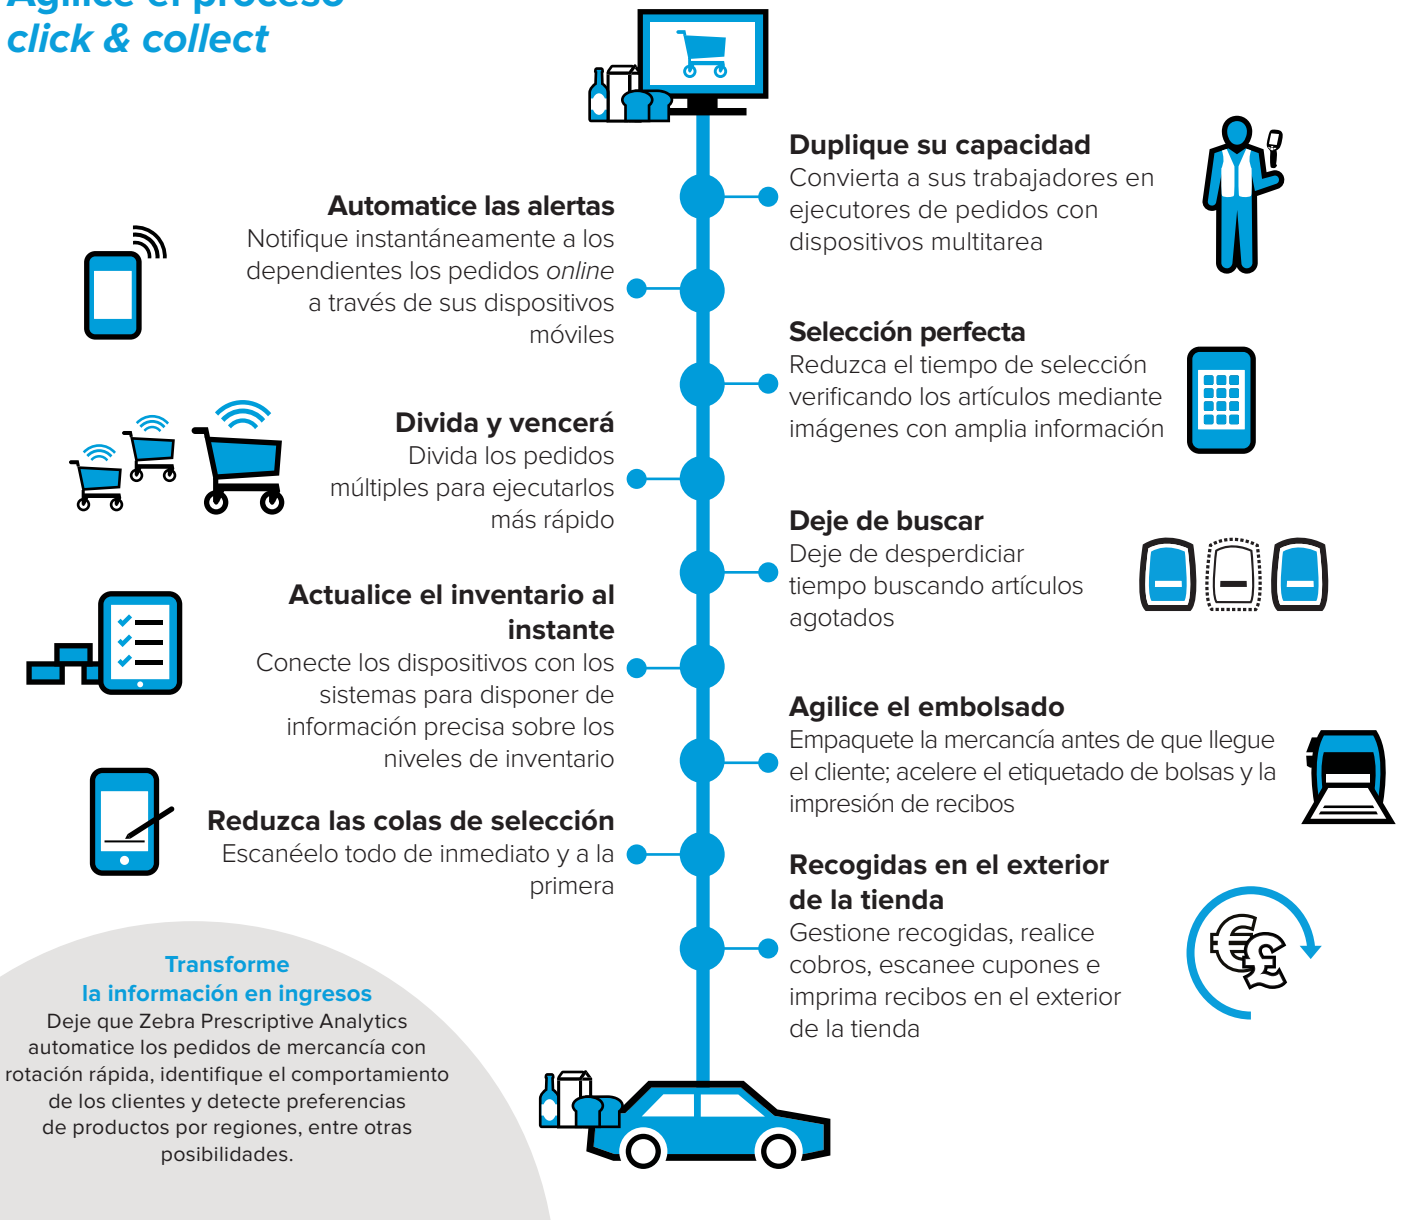 Agilice el proceso
click & collect
Duplique su capacidad
Convierta a sus trabajadores en
ejecutores de pedidos con
dispositivos multitarea
Automatice las alertas
Notifique instantáneamente a los
dependientes los pedidos online
a través de sus dispositivos
móviles
Selección perfecta
Reduzca el tiempo de selección
verificando los artículos mediante
imágenes con amplia información
Divida y vencerá
Divida los pedidos
múltiples para ejecutarlos
más rápido
Deje de buscar
Deje de desperdiciar
tiempo buscando artículos
agotados
Actualice el inventario al
instante
Conecte los dispositivos con los
sistemas para disponer de
información precisa sobre los
niveles de inventario
Agilice el embolsado
Empaquete la mercancía antes de que llegue
el cliente; acelere el etiquetado de bolsas y la
impresión de recibos
Reduzca las colas de selección
Escanéelo todo de inmediato y a la
primera
Recogidas en el exterior
de la tienda
Gestione recogidas, realice
cobros, escanee cupones e
imprima recibos en el exterior
de la tienda
€£
Transforme
la información en ingresos
Deje que Zebra Prescriptive Analytics
automatice los pedidos de mercancía con
rotación rápida, identifique el comportamiento
de los clientes y detecte preferencias
de productos por regiones, entre otras
posibilidades.